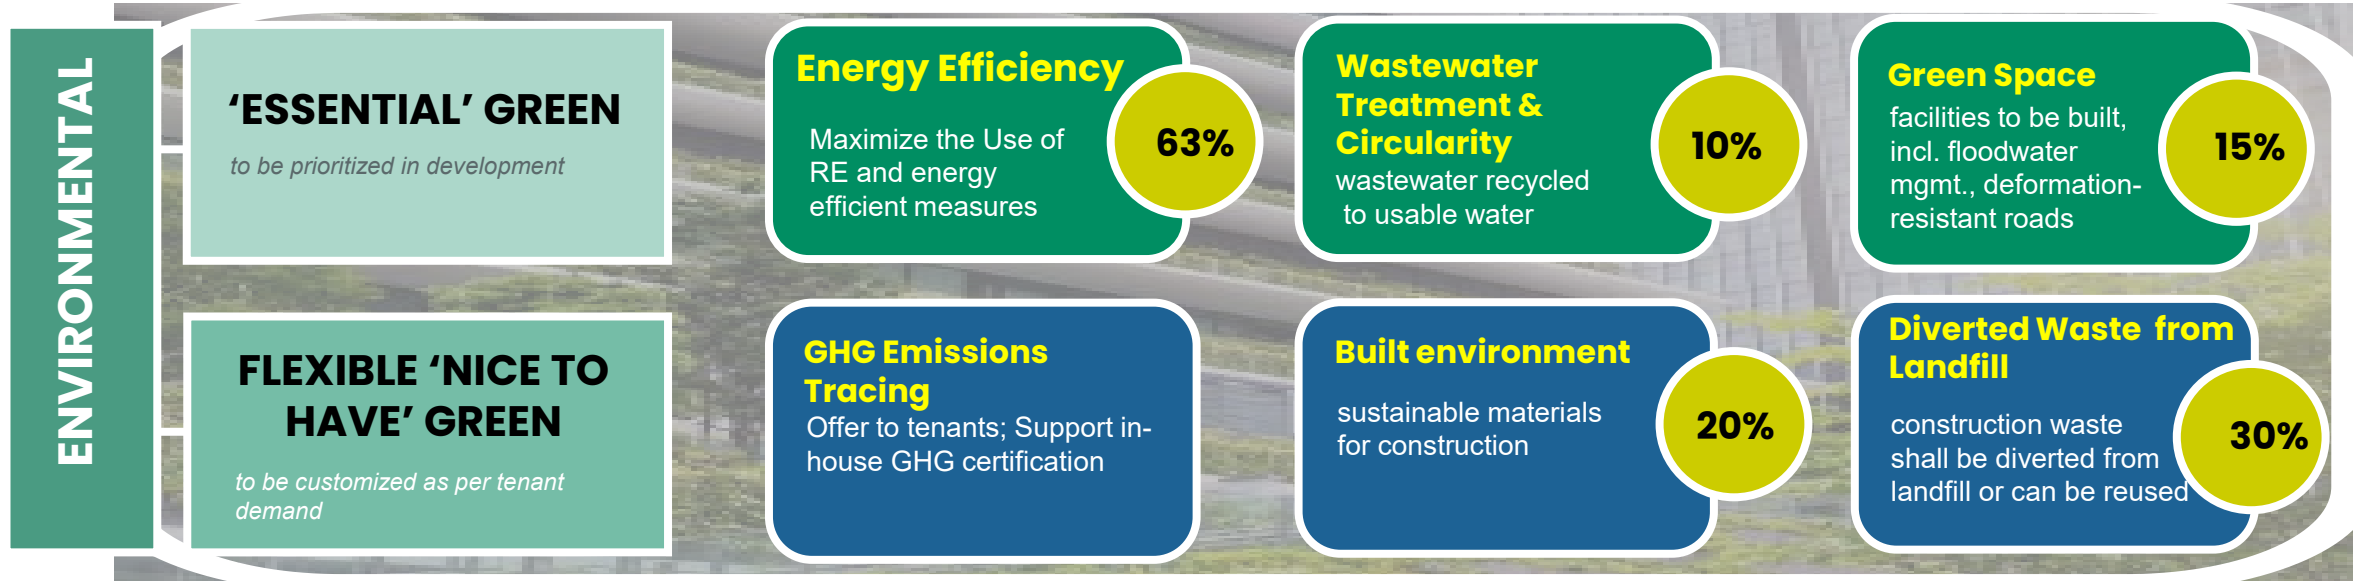 ENVIRONMENTAL
‘ESSENTIAL’ GREEN
to be prioritized in development
Energy Efficiency
Maximize the Use of
RE and energy
efficient measures
63%
Wastewater
Treatment &
Circularity
wastewater recycled
to usable water
10%
Green Space
facilities to be built,
incl. floodwater
mgmt., deformation-
resistant roads
15%
FLEXIBLE ‘NICE TO
HAVE’ GREEN
to be customized as per tenant
demand
GHG Emissions
Tracing
Offer to tenants; Support in-
house GHG certification
Built environment
sustainable materials
for construction
20%
Diverted Waste from
Landfill
construction waste
shall be diverted from
landfill or can be reused
30%